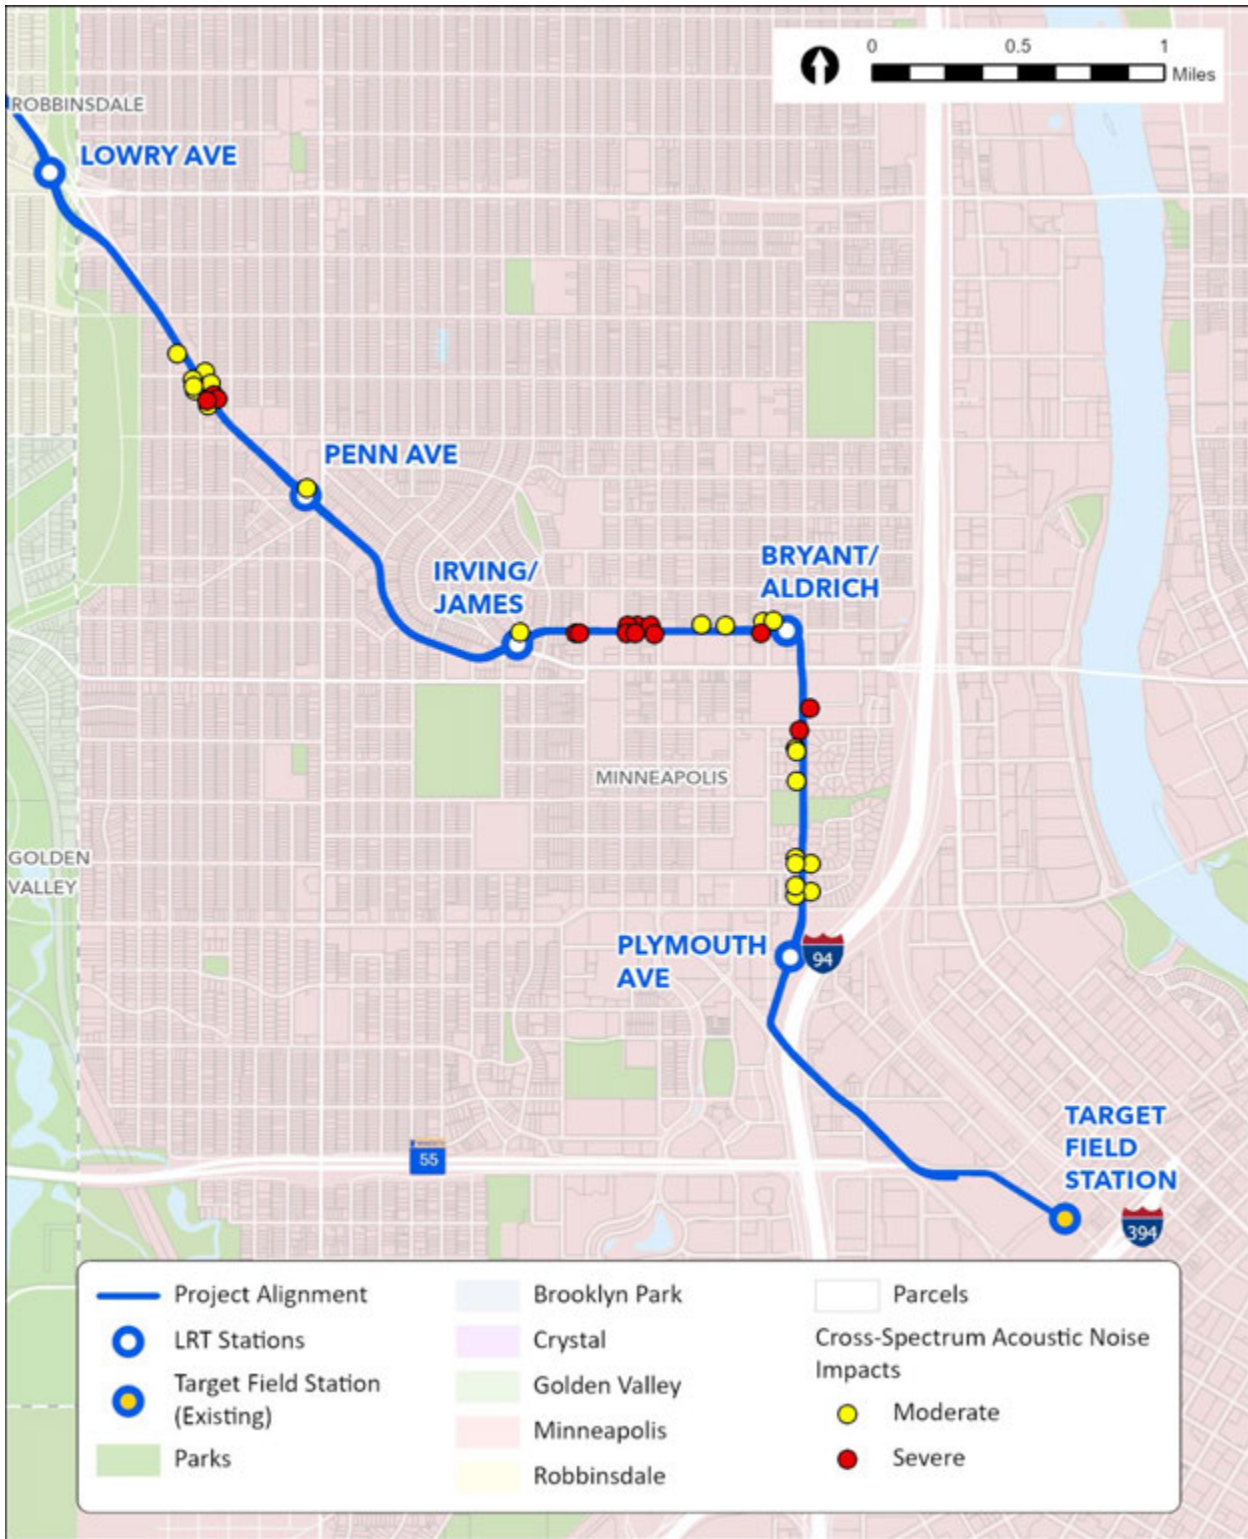 0 0.5 1
Miles
ROBBINSDALE
LOWRY AVE
PENN AVE
IRVING/
JAMES
BRYANT/
ALDRICH
MINNEAPOLIS
GOLDEN
VALLEY
PLYMOUTH
AVE
94
TARGET
FIELD
STATION
55
394
Project Alignment
LRT Stations
Target Field Station
(Existing)
Parks
Brooklyn Park
Crystal
Golden Valley
Minneapolis
Robbinsdale
Parcels
Cross-Spectrum Acoustic Noise
Impacts
Moderate
Severe